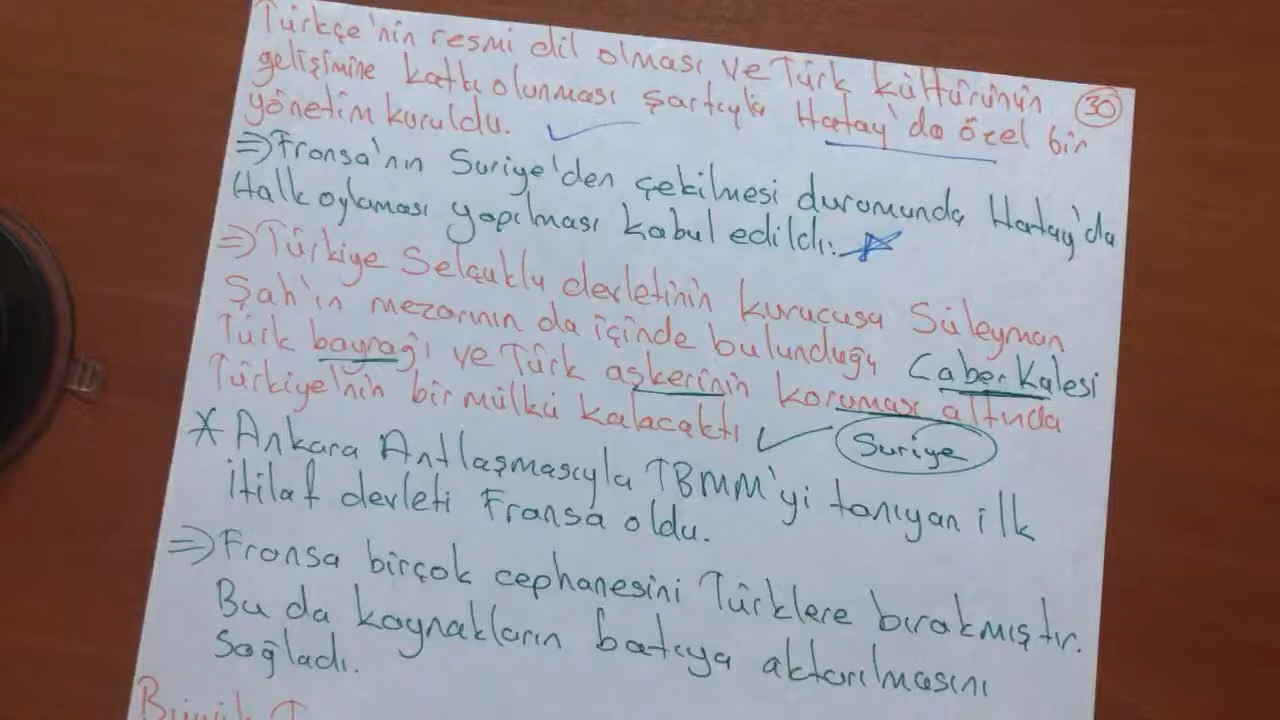 Türkçe'nin resmi dil olması ve Türk kültürünün
gelişimine katkı olunması şartıyla Hatay'da özel bir
30
yönetim kuruldu.
⇒ Fransa'nın Suriye'den çekilmesi durumunda Hatay'da
Halk oylaması yapılması kabul edildi.
⇒ Türkiye Selçuklu devletinin kurucusu Süleyman
Şah'ın mezarının da içinde bulunduğu Caber Kalesi
Türk bayrağı ve Türk askerinin koruması altında
Türkiye'nin bir mülkü kalacaktı
Suriye
* Ankara Antlaşmasıyla TBMM'yi tanıyan ilk
itilaf devleti Fransa oldu.
⇒ Fransa birçok cephanesini Türklere bırakmıştır.
Bu da kaynakların batıya aktarılmasını
sağladı.